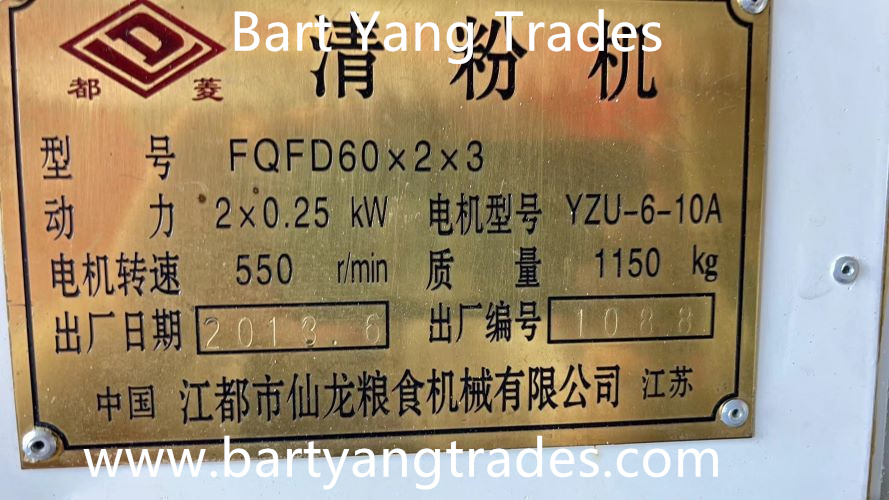 Bart Yang Trades
都菱 清粉机
型号 FQFD60×2×3
动力 2×0.25 kW 电机型号 YZU-6-10A
电机转速 550 r/min 质量 1150 kg
出厂日期 2013.6 出厂编号 1088
中国 江都市仙龙粮食机械有限公司 江苏
www.bartyangtrades.com